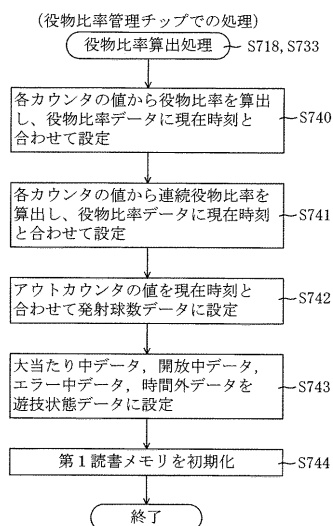 (役物比率管理チップでの処理)
役物比率算出処理
S718, S733
各カウンタの値から役物比率を算出
し、役物比率データに現在時刻と
合わせて設定
S740
各カウンタの値から連続役物比率を
算出し、役物比率データに現在時刻
と合わせて設定
S741
アウトカウンタの値を現在時刻と
合わせて発射球数データに設定
S742
大当たり中データ, 開放中データ,
エラー中データ, 時間外データを
遊技状態データに設定
S743
第1読書メモリを初期化
S744
終了